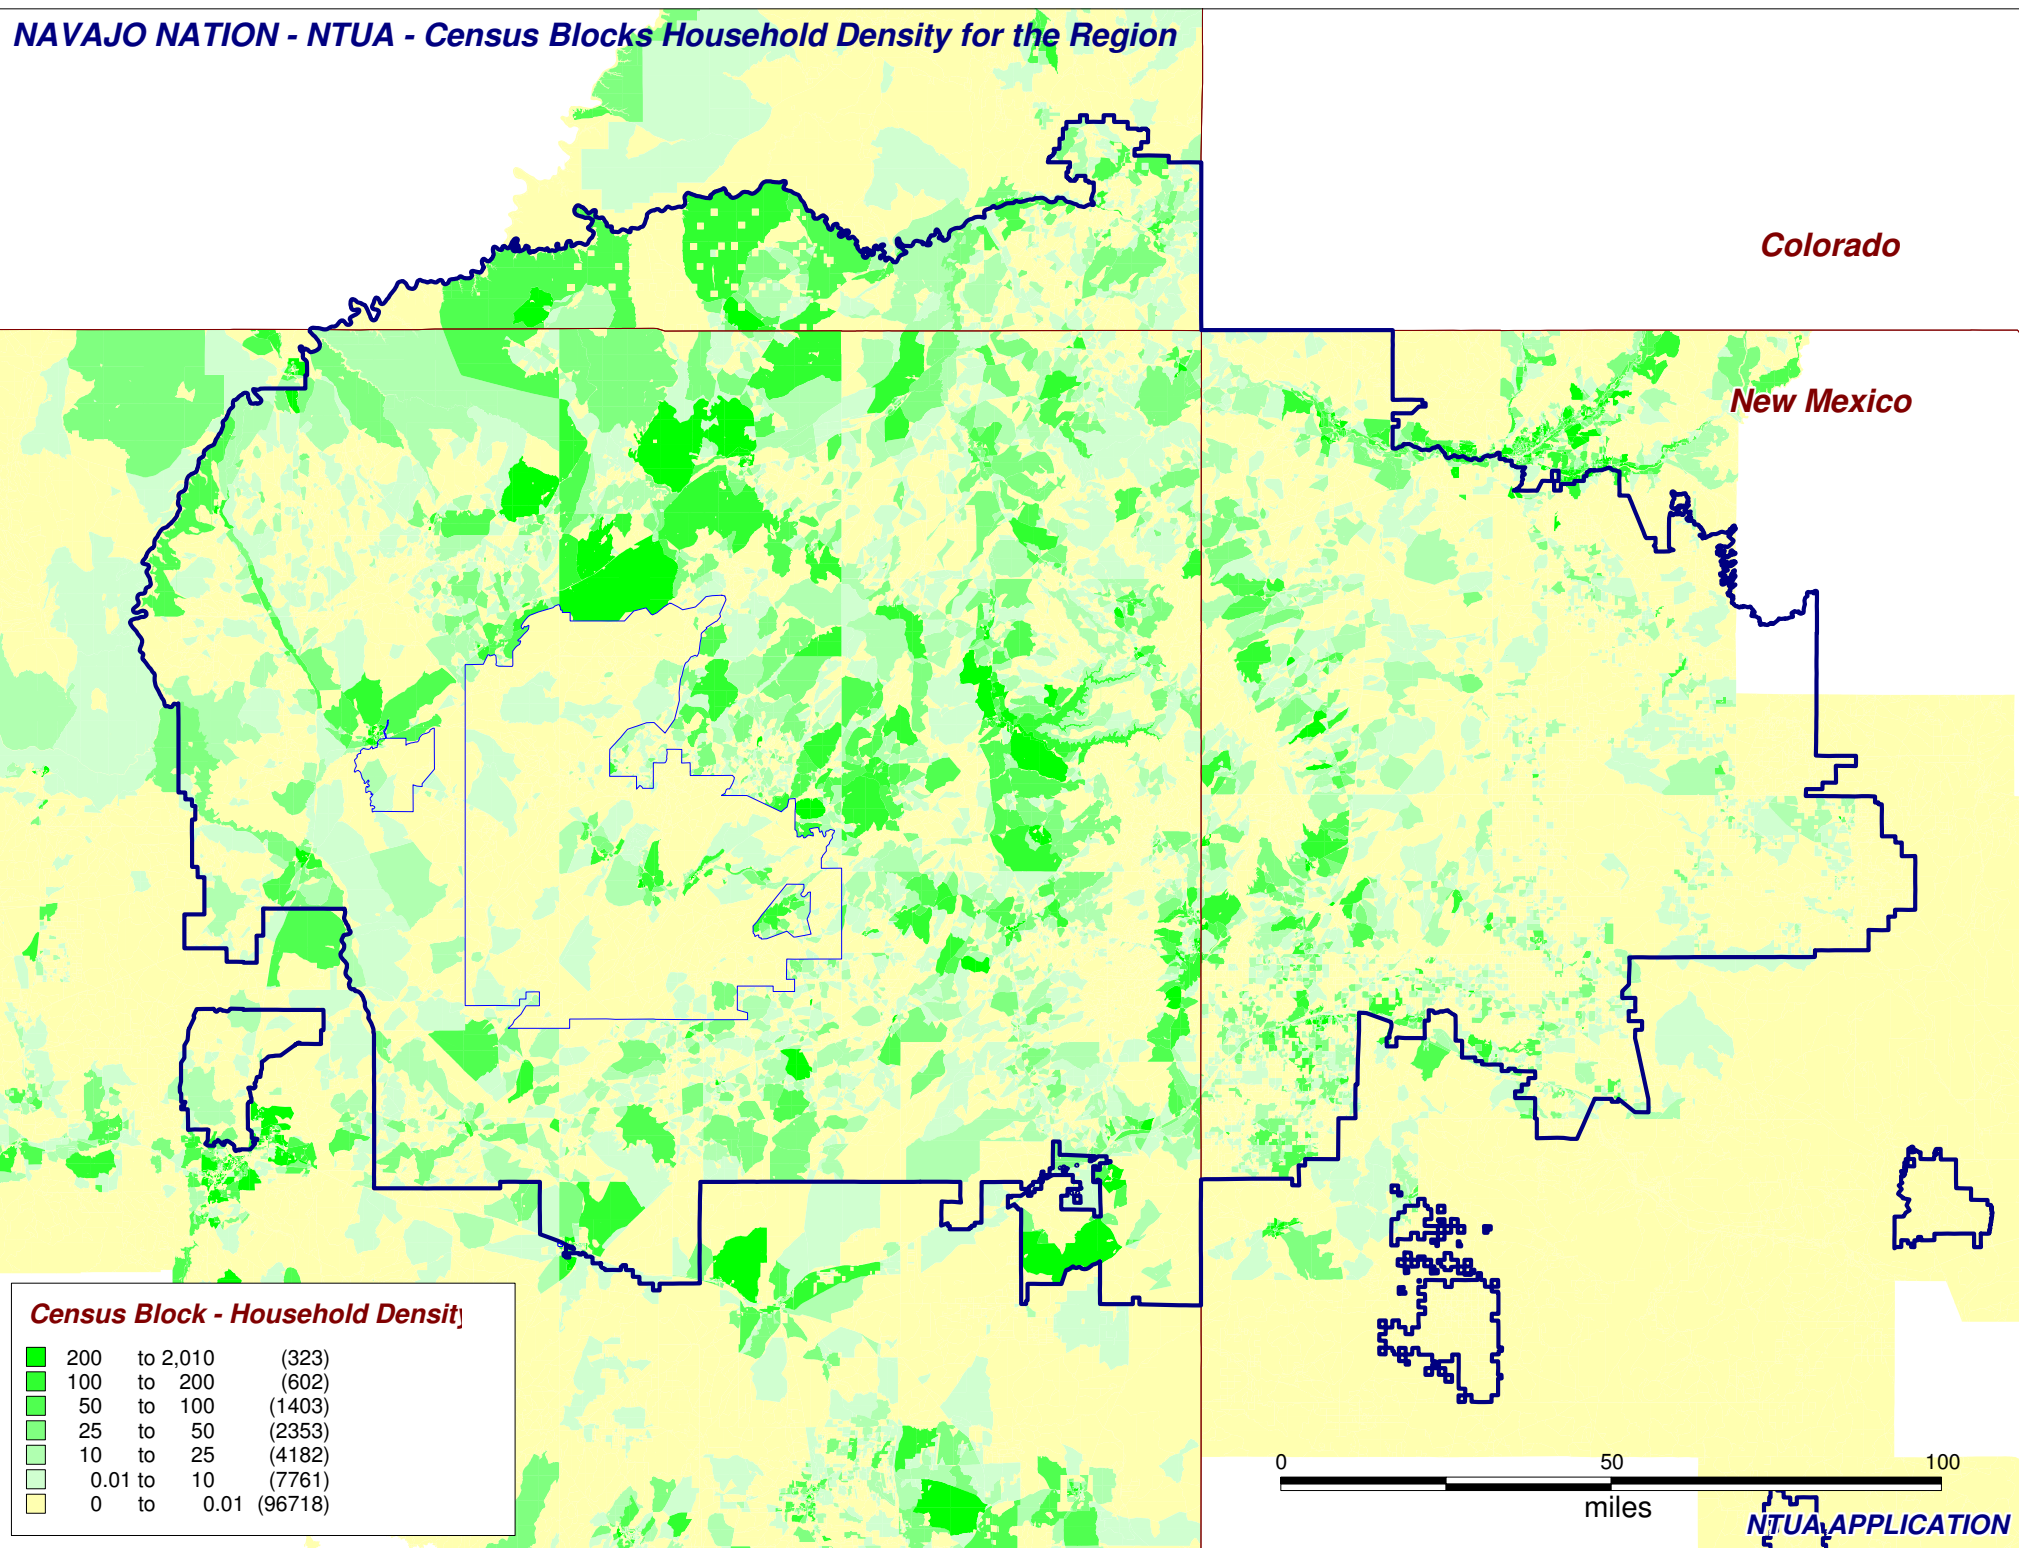 NAVAJO NATION - NTUA - Census Blocks Household Density for the Region
Colorado
New Mexico
Census Block - Household Density
200 to 2,010 (323)
100 to 200 (602)
50 to 100 (1403)
25 to 50 (2353)
10 to 25 (4182)
0.01 to 10 (7761)
0 to 0.01 (96718)
0 50 100
miles
NTUA APPLICATION